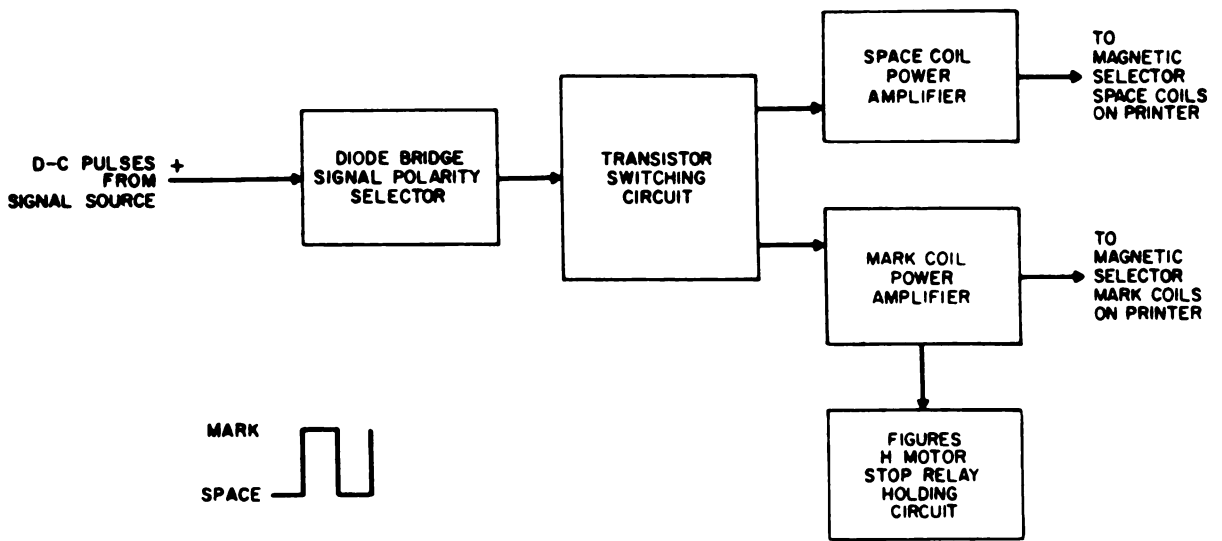 D-C PULSES +
FROM
SIGNAL SOURCE
DIODE BRIDGE
SIGNAL POLARITY
SELECTOR
TRANSISTOR
SWITCHING
CIRCUIT
SPACE COIL
POWER
AMPLIFIER
TO
MAGNETIC
SELECTOR
SPACE COILS
ON PRINTER
MARK COIL
POWER
AMPLIFIER
TO
MAGNETIC
SELECTOR
MARK COILS
ON PRINTER
FIGURES
H MOTOR
STOP RELAY
HOLDING
CIRCUIT
MARK
SPACE